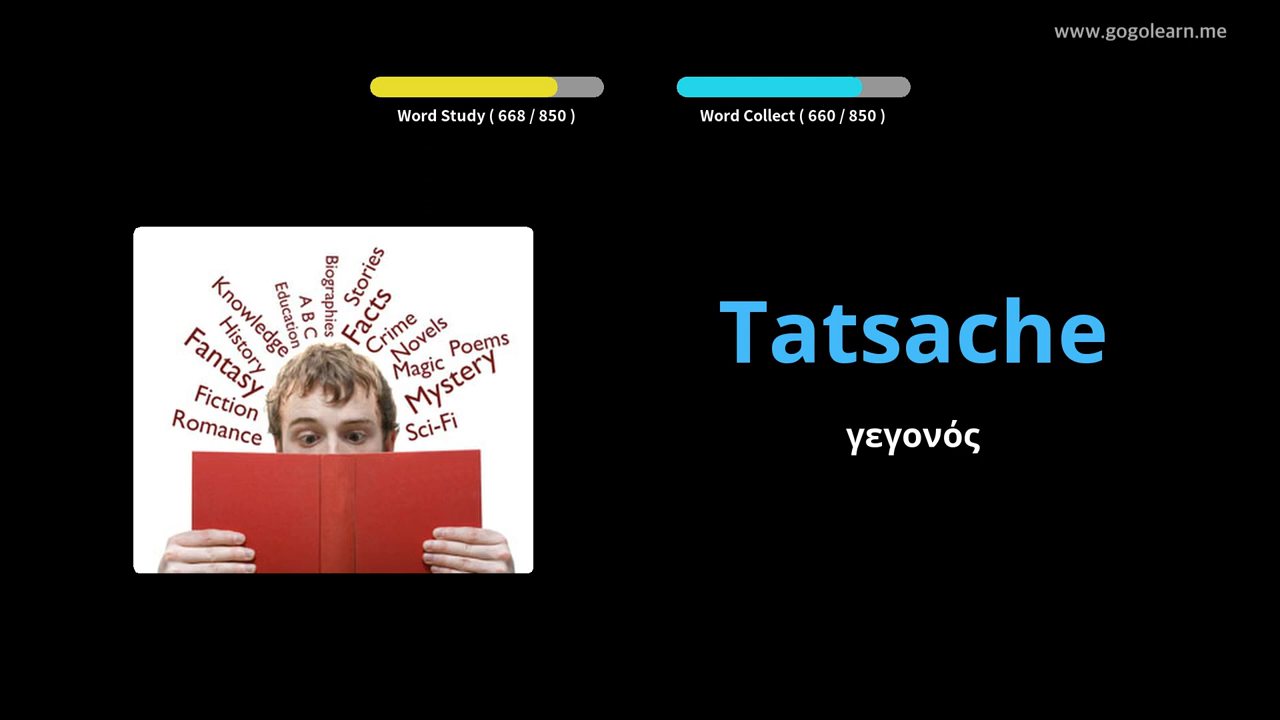 www.gogolearn.me
Word Study ( 668 / 850 )
Word Collect ( 660 / 850 )
Biographies
Stories
Facts
A B C
Education
Knowledge
History
Fantasy
Fiction
Romance
Crime
Novels
Poems
Magic
Mystery
Sci-Fi
Tatsache
γεγονός